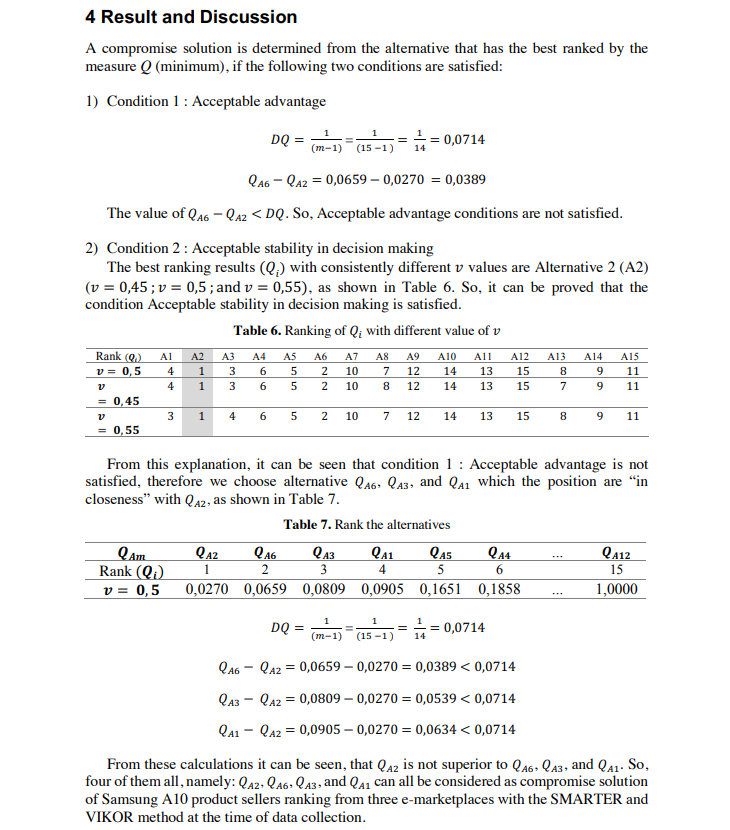 4 Result and Discussion
A compromise solution is determined from the alternative that has the best ranked by the
measure Q (minimum), if the following two conditions are satisfied:
1) Condition 1 : Acceptable advantage
DQ = 1/(m−1) = 1/(15 −1) = 1/14 = 0,0714
Q_A6 − Q_A2 = 0,0659 − 0,0270 = 0,0389
The value of Q_A6 − Q_A2 < DQ. So, Acceptable advantage conditions are not satisfied.
2) Condition 2 : Acceptable stability in decision making
The best ranking results (Q_i) with consistently different v values are Alternative 2 (A2)
(v = 0,45 ; v = 0,5 ; and v = 0,55), as shown in Table 6. So, it can be proved that the
condition Acceptable stability in decision making is satisfied.
Table 6. Ranking of Q_i with different value of v
Rank (Q_i) A1 A2 A3 A4 A5 A6 A7 A8 A9 A10 A11 A12 A13 A14 A15
v = 0,5 4 1 3 6 5 2 10 7 12 14 13 15 8 9 11
v 4 1 3 6 5 2 10 8 12 14 13 15 7 9 11
= 0,45
v 3 1 4 6 5 2 10 7 12 14 13 15 8 9 11
= 0,55
From this explanation, it can be seen that condition 1 : Acceptable advantage is not
satisfied, therefore we choose alternative Q_A6, Q_A3, and Q_A1 which the position are “in
closeness” with Q_A2, as shown in Table 7.
Table 7. Rank the alternatives
Q_Am Q_A2 Q_A6 Q_A3 Q_A1 Q_A5 Q_A4 ... Q_A12
Rank (Q_i) 1 2 3 4 5 6 15
v = 0,5 0,0270 0,0659 0,0809 0,0905 0,1651 0,1858 ... 1,0000
DQ = 1/(m−1) = 1/(15 −1) = 1/14 = 0,0714
Q_A6 − Q_A2 = 0,0659 − 0,0270 = 0,0389 < 0,0714
Q_A3 − Q_A2 = 0,0809 − 0,0270 = 0,0539 < 0,0714
Q_A1 − Q_A2 = 0,0905 − 0,0270 = 0,0634 < 0,0714
From these calculations it can be seen, that Q_A2 is not superior to Q_A6, Q_A3, and Q_A1. So,
four of them all, namely: Q_A2, Q_A6, Q_A3, and Q_A1 can all be considered as compromise solution
of Samsung A10 product sellers ranking from three e-marketplaces with the SMARTER and
VIKOR method at the time of data collection.